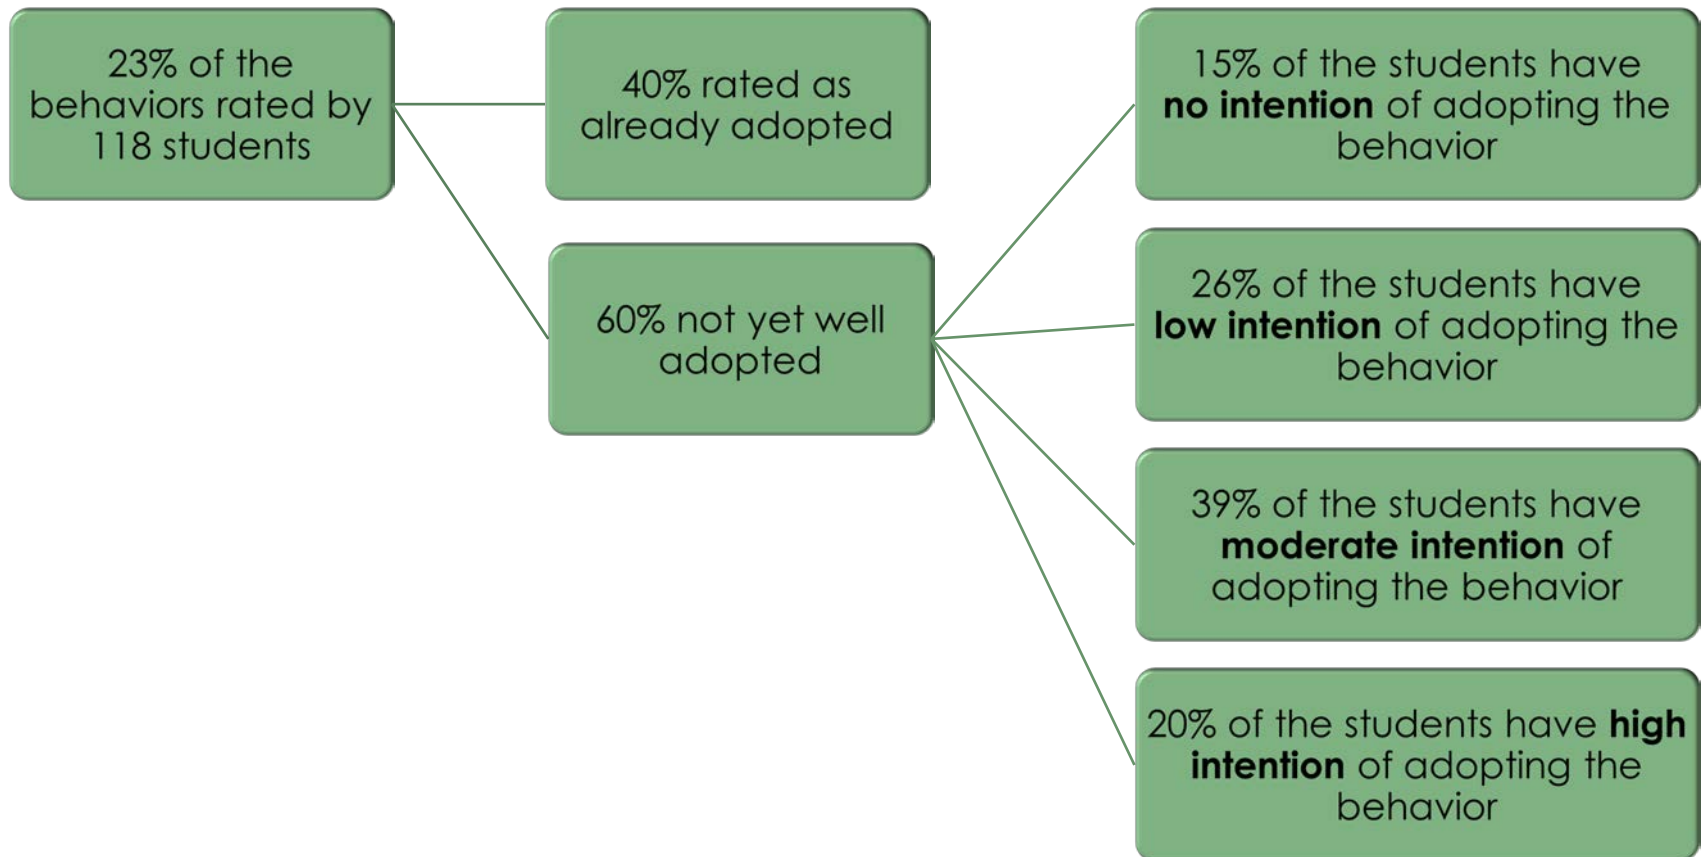 23% of the
behaviors rated by
118 students
40% rated as
already adopted
60% not yet well
adopted
15% of the students have
no intention of adopting the
behavior
26% of the students have
low intention of adopting the
behavior
39% of the students have
moderate intention of
adopting the behavior
20% of the students have high
intention of adopting the
behavior